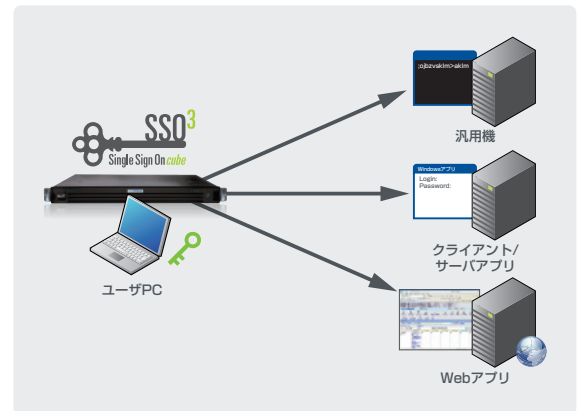 SSO3
Single Sign On cube
ユーザPC
:ojbzvsklm>aklm
汎用機
Windowsアプリ
Login:
Password:
クライアント/
サーバアプリ
Webアプリ